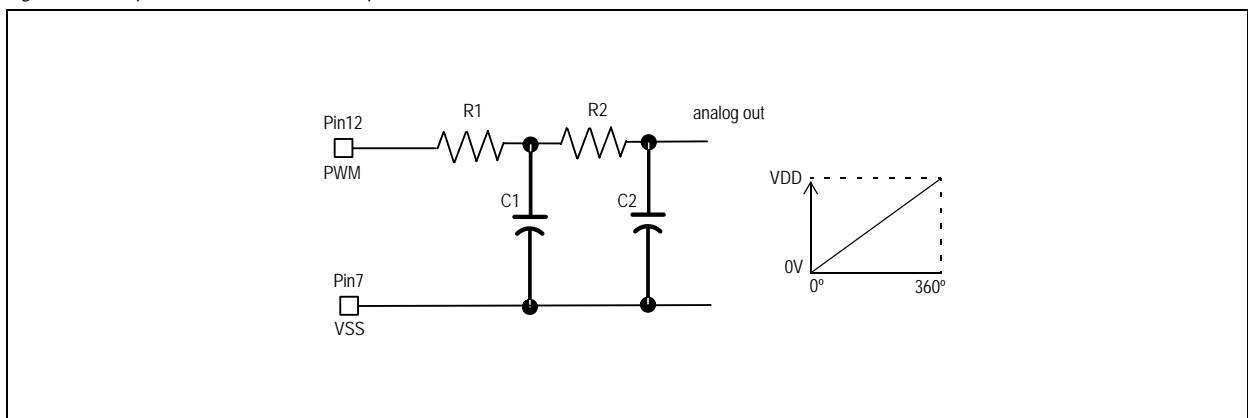 R1
R2
analog out
Pin12
PWM
C1
C2
VDD
0V
0º
360º
Pin7
VSS